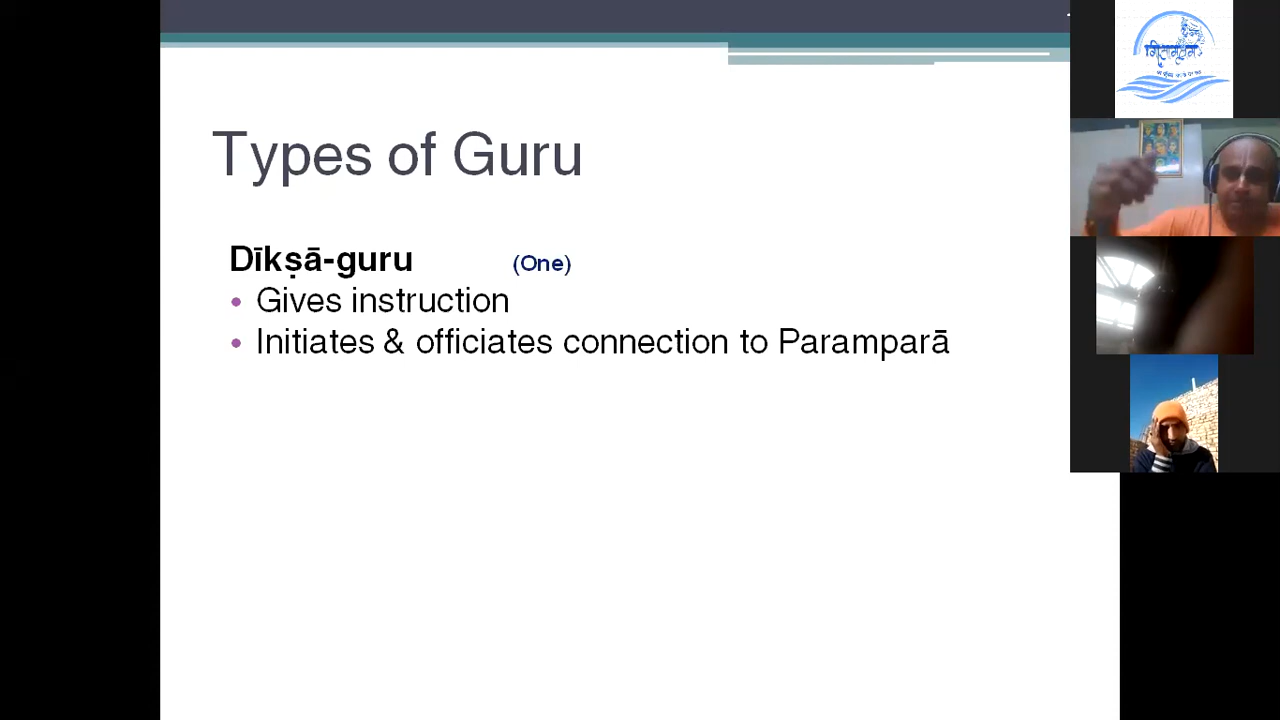 Types of Guru
Dīkṣā-guru (One)
• Gives instruction
• Initiates & officiates connection to Paramparā